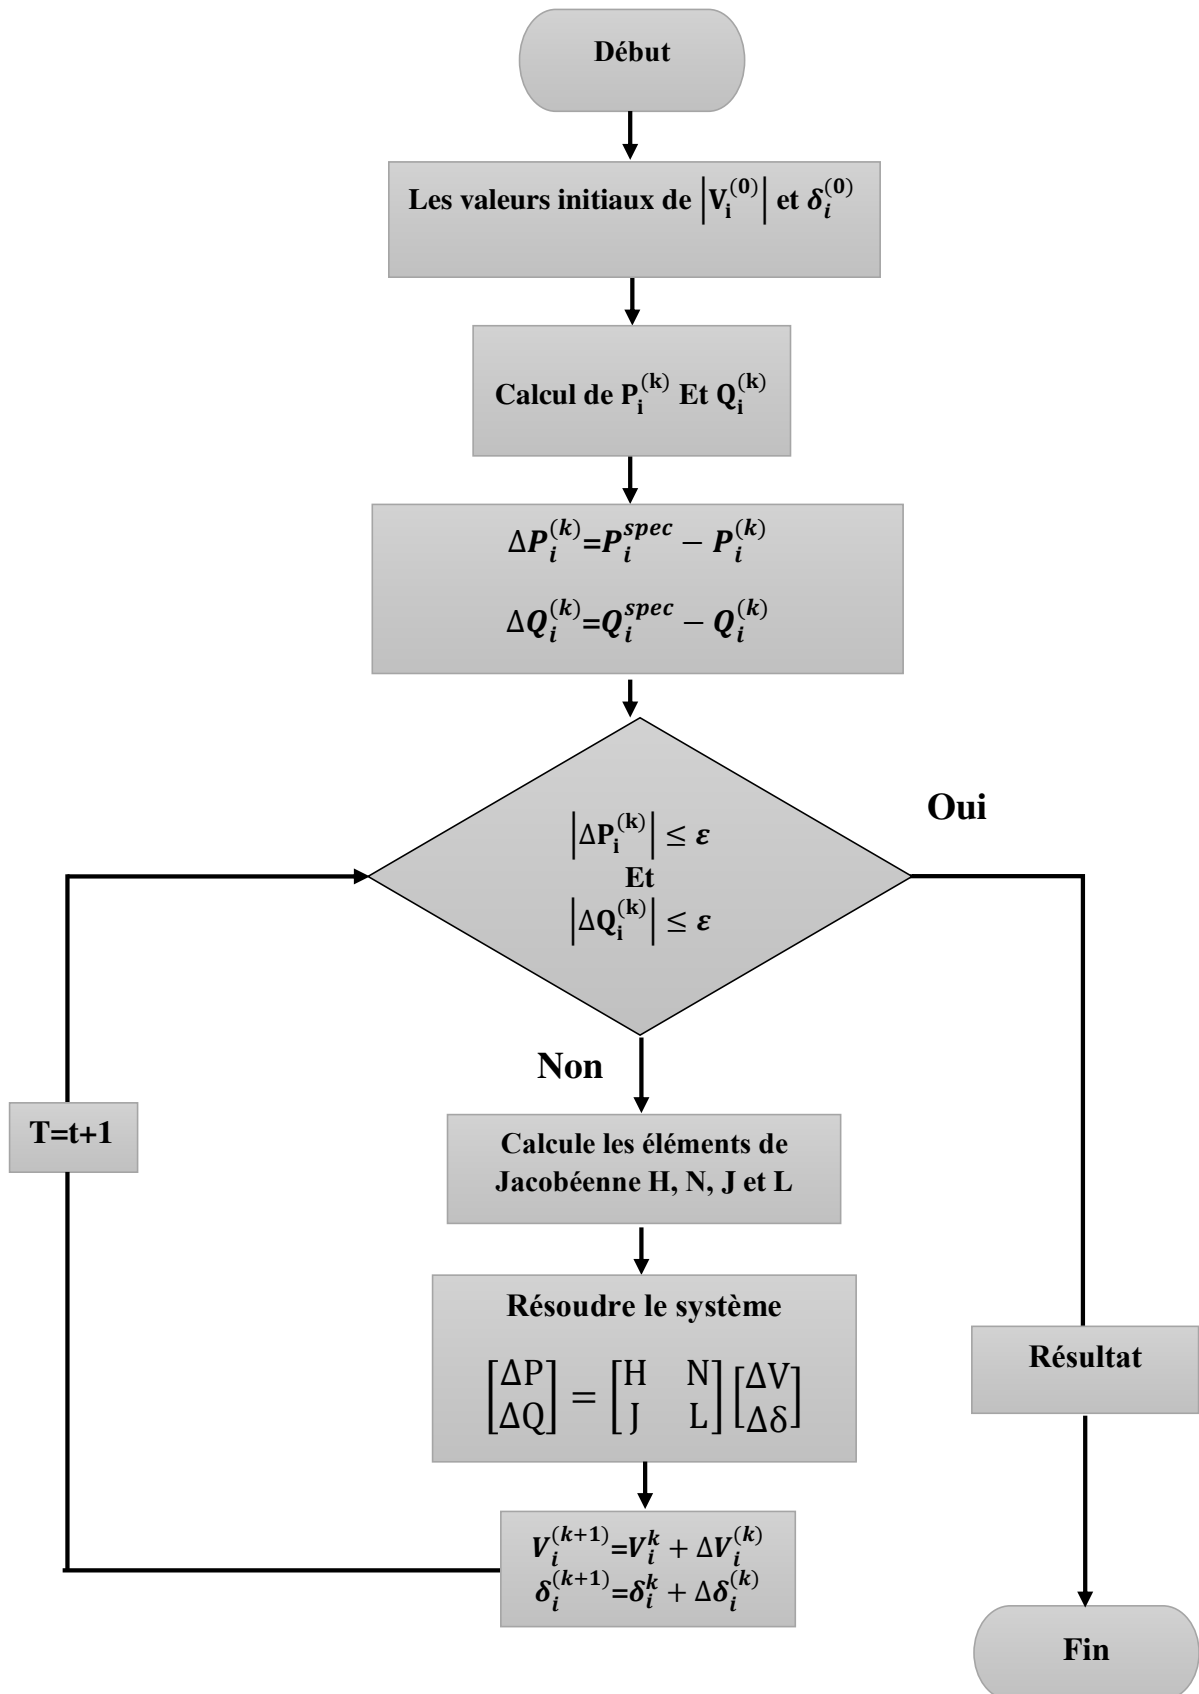 Début
Les valeurs initiaux de |V_i^(0)| et δ_i^(0)
Calcul de P_i^(k) Et Q_i^(k)
ΔP_i^(k)=P_i^spec − P_i^(k)
ΔQ_i^(k)=Q_i^spec − Q_i^(k)
Oui
|ΔP_i^(k)| ≤ ε
Et
|ΔQ_i^(k)| ≤ ε
Non
T=t+1
Calcule les éléments de
Jacobéenne H, N, J et L
Résoudre le système
[ΔP] = [H N] [ΔV]
[ΔQ] [J L] [Δδ]
Résultat
V_i^(k+1)=V_i^k + ΔV_i^(k)
δ_i^(k+1)=δ_i^k + Δδ_i^(k)
Fin